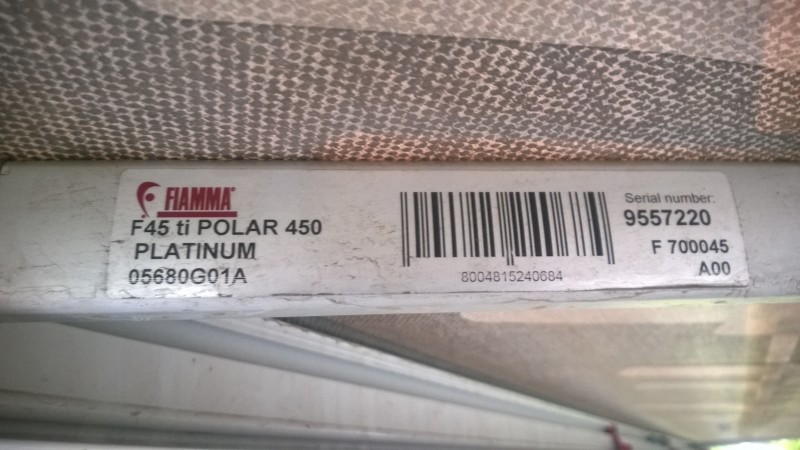 FIAMMA®
F45 ti POLAR 450
PLATINUM
05680G01A
8004815240684
Serial number:
9557220
F 700045
A00